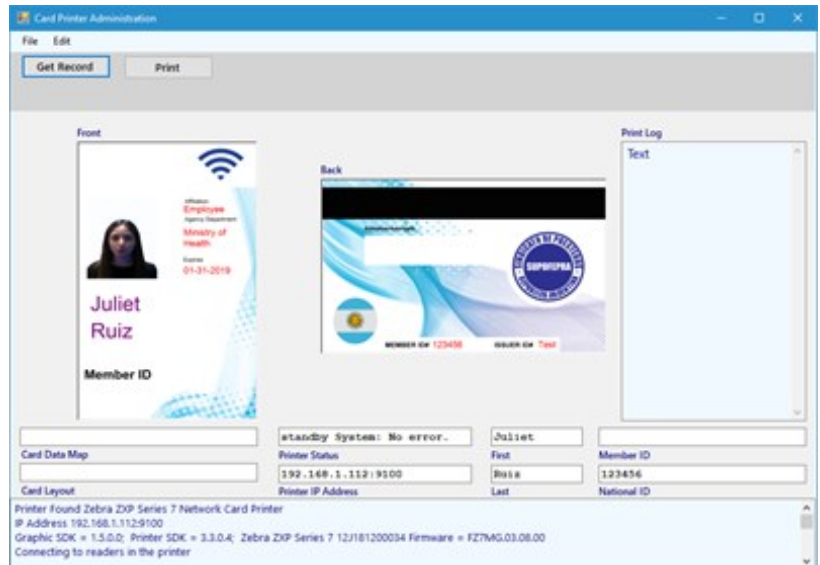 Card Printer Administration
File Edit
Get Record Print
Front
Affiliation
Employee
Agency Department
Ministry of
Health
Expires
01-31-2019
Juliet
Ruiz
Member ID
Back
SUPOFEPRA
MEMBER ID# 123456 ISSUER ID# Test
Print Log
Text
standby System: No error. Juliet
Card Data Map Printer Status First Member ID
192.168.1.112:9100 Ruiz 123456
Card Layout Printer IP Address Last National ID
Printer Found Zebra ZXP Series 7 Network Card Printer
IP Address 192.168.1.112:9100
Graphic SDK = 1.5.0.0; Printer SDK = 3.3.0.4; Zebra ZXP Series 7 12J181200034 Firmware = FZ7MG.03.08.00
Connecting to readers in the printer